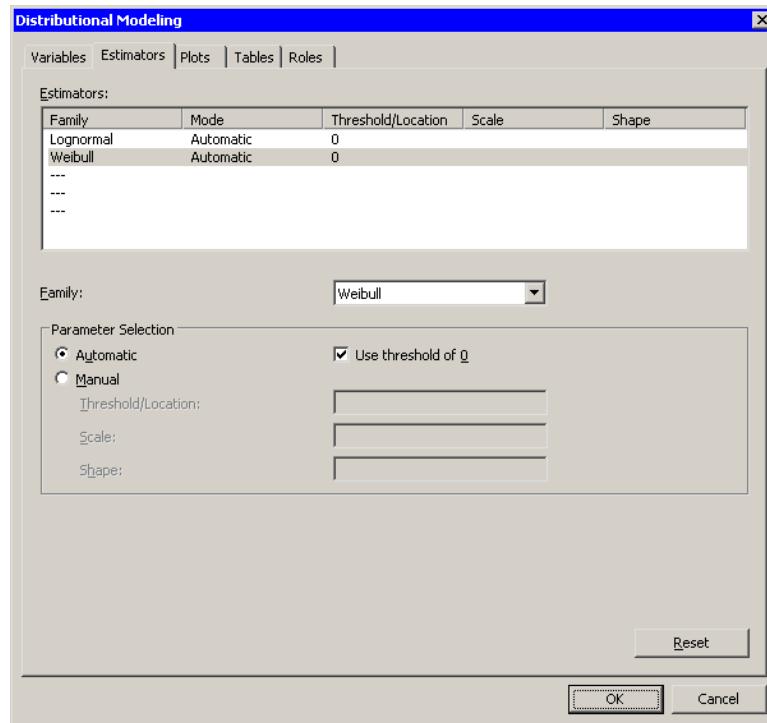 Distributional Modeling
Variables Estimators Plots Tables Roles
Estimators:
Family Mode Threshold/Location Scale Shape
Lognormal Automatic 0
Weibull Automatic 0
---
---
---
Family: Weibull
Parameter Selection
Automatic Use threshold of 0
Manual
Threshold/Location:
Scale:
Shape:
Reset
OK Cancel